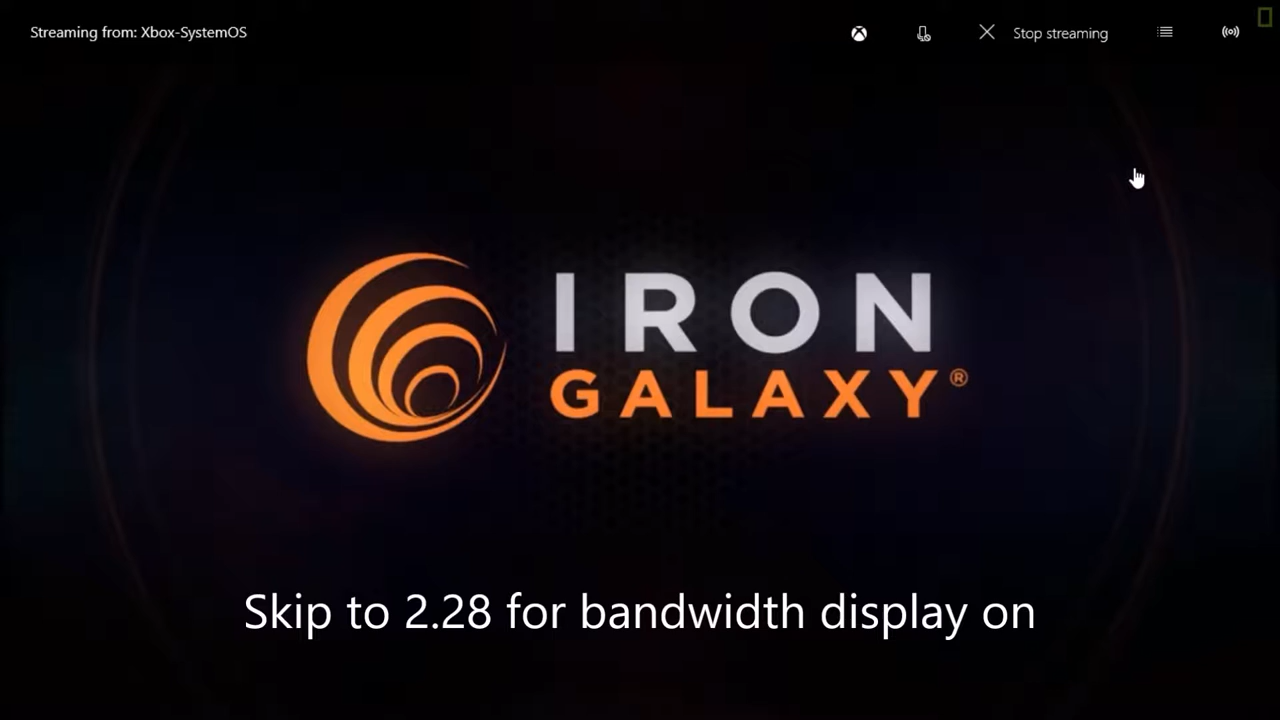 Streaming from: Xbox-SystemOS
Stop streaming
IRON
GALAXY®
Skip to 2.28 for bandwidth display on